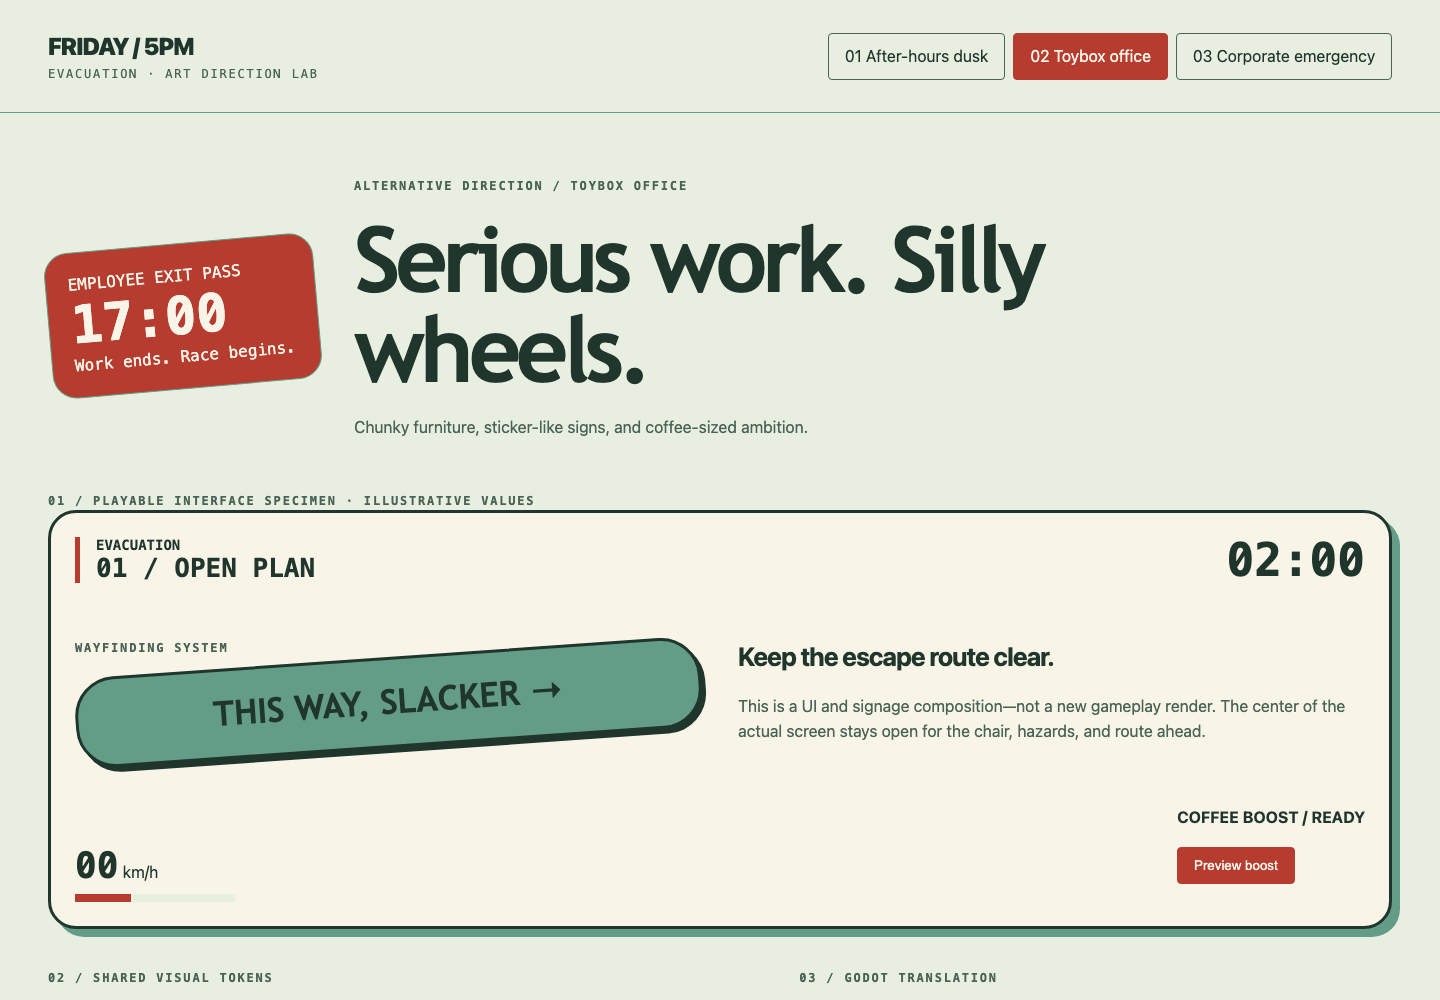 FRIDAY / 5PM
EVACUATION · ART DIRECTION LAB
01 After-hours dusk
02 Toybox office
03 Corporate emergency
EMPLOYEE EXIT PASS
17:00
Work ends. Race begins.
ALTERNATIVE DIRECTION / TOYBOX OFFICE
Serious work. Silly
wheels.
Chunky furniture, sticker-like signs, and coffee-sized ambition.
01 / PLAYABLE INTERFACE SPECIMEN · ILLUSTRATIVE VALUES
EVACUATION
01 / OPEN PLAN
02:00
WAYFINDING SYSTEM
THIS WAY, SLACKER →
Keep the escape route clear.
This is a UI and signage composition—not a new gameplay render. The center of the
actual screen stays open for the chair, hazards, and route ahead.
00 km/h
COFFEE BOOST / READY
Preview boost
02 / SHARED VISUAL TOKENS
03 / GODOT TRANSLATION